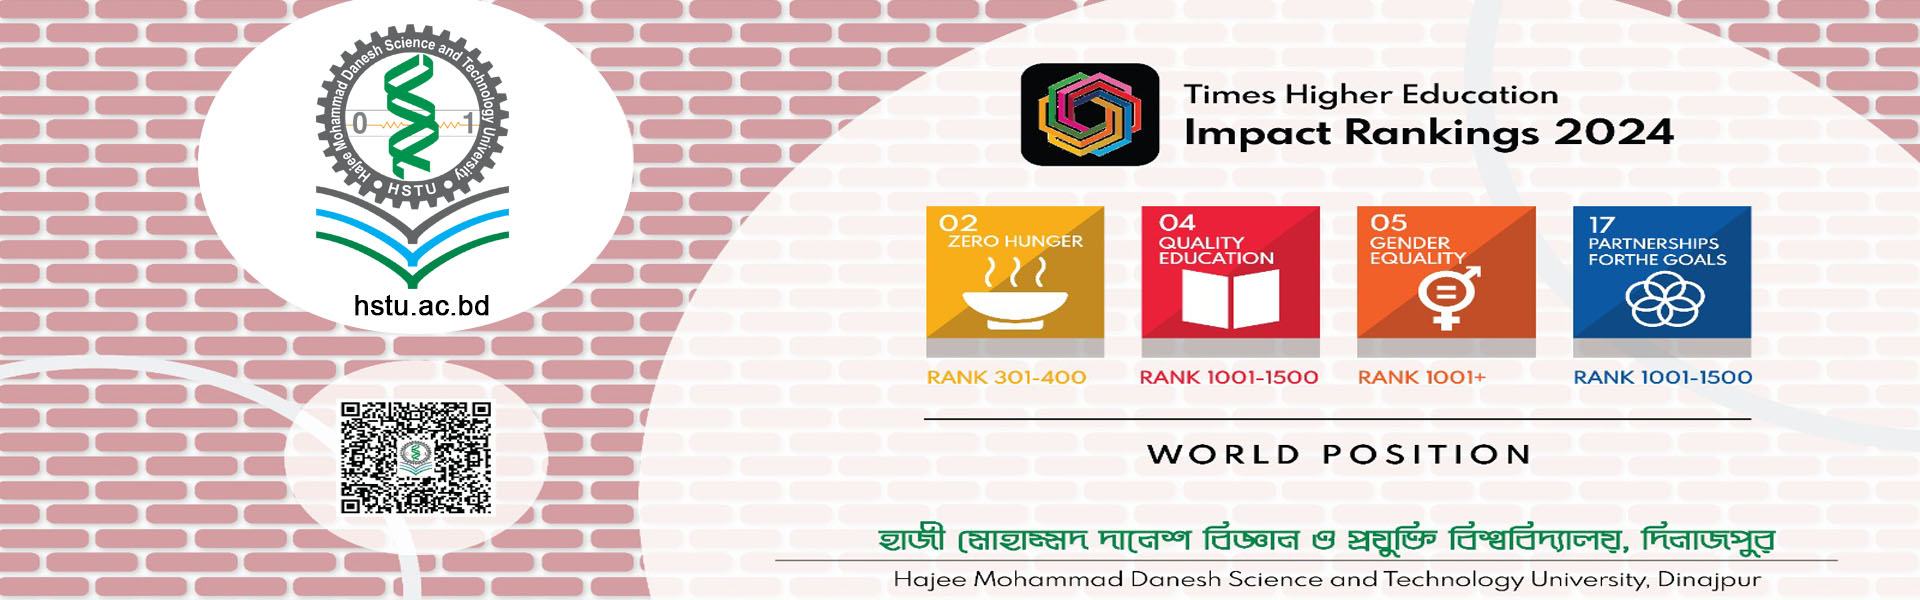 Hajee Mohammad Danesh Science and Technology University
0 1
HSTU
hstu.ac.bd
Times Higher Education
Impact Rankings 2024
02
ZERO HUNGER
RANK 301-400
04
QUALITY
EDUCATION
RANK 1001-1500
05
GENDER
EQUALITY
RANK 1001+
17
PARTNERSHIPS
FORTHE GOALS
RANK 1001-1500
WORLD POSITION
হাজী মোহাম্মদ দানেশ বিজ্ঞান ও প্রযুক্তি বিশ্ববিদ্যালয়, দিনাজপুর
Hajee Mohammad Danesh Science and Technology University, Dinajpur